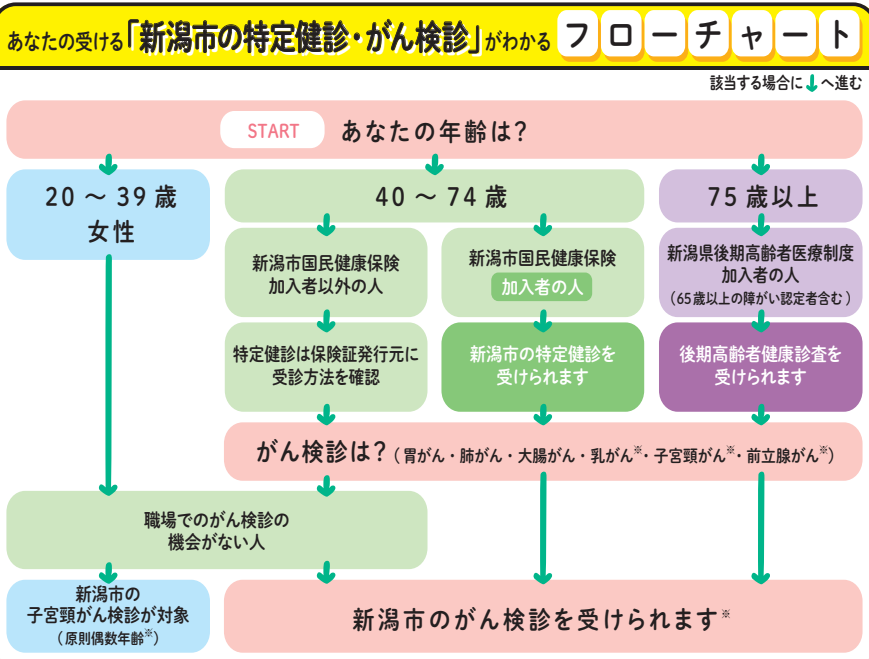 あなたの受ける「新潟市の特定健診・がん検診」がわかる フローチャート
該当する場合に↓へ進む
START あなたの年齢は?
20～39歳
女性
40～74歳
75歳以上
新潟市国民健康保険
加入者以外の人
新潟市国民健康保険
加入者の人
新潟県後期高齢者医療制度
加入者の人
（65歳以上の障がい認定者含む）
特定健診は保険証発行元に
受診方法を確認
新潟市の特定健診を
受けられます
後期高齢者健康診査を
受けられます
がん検診は?（胃がん・肺がん・大腸がん・乳がん※・子宮頸がん※・前立腺がん※）
職場でのがん検診の
機会がない人
新潟市の
子宮頸がん検診が対象
（原則偶数年齢※）
新潟市のがん検診を受けられます※